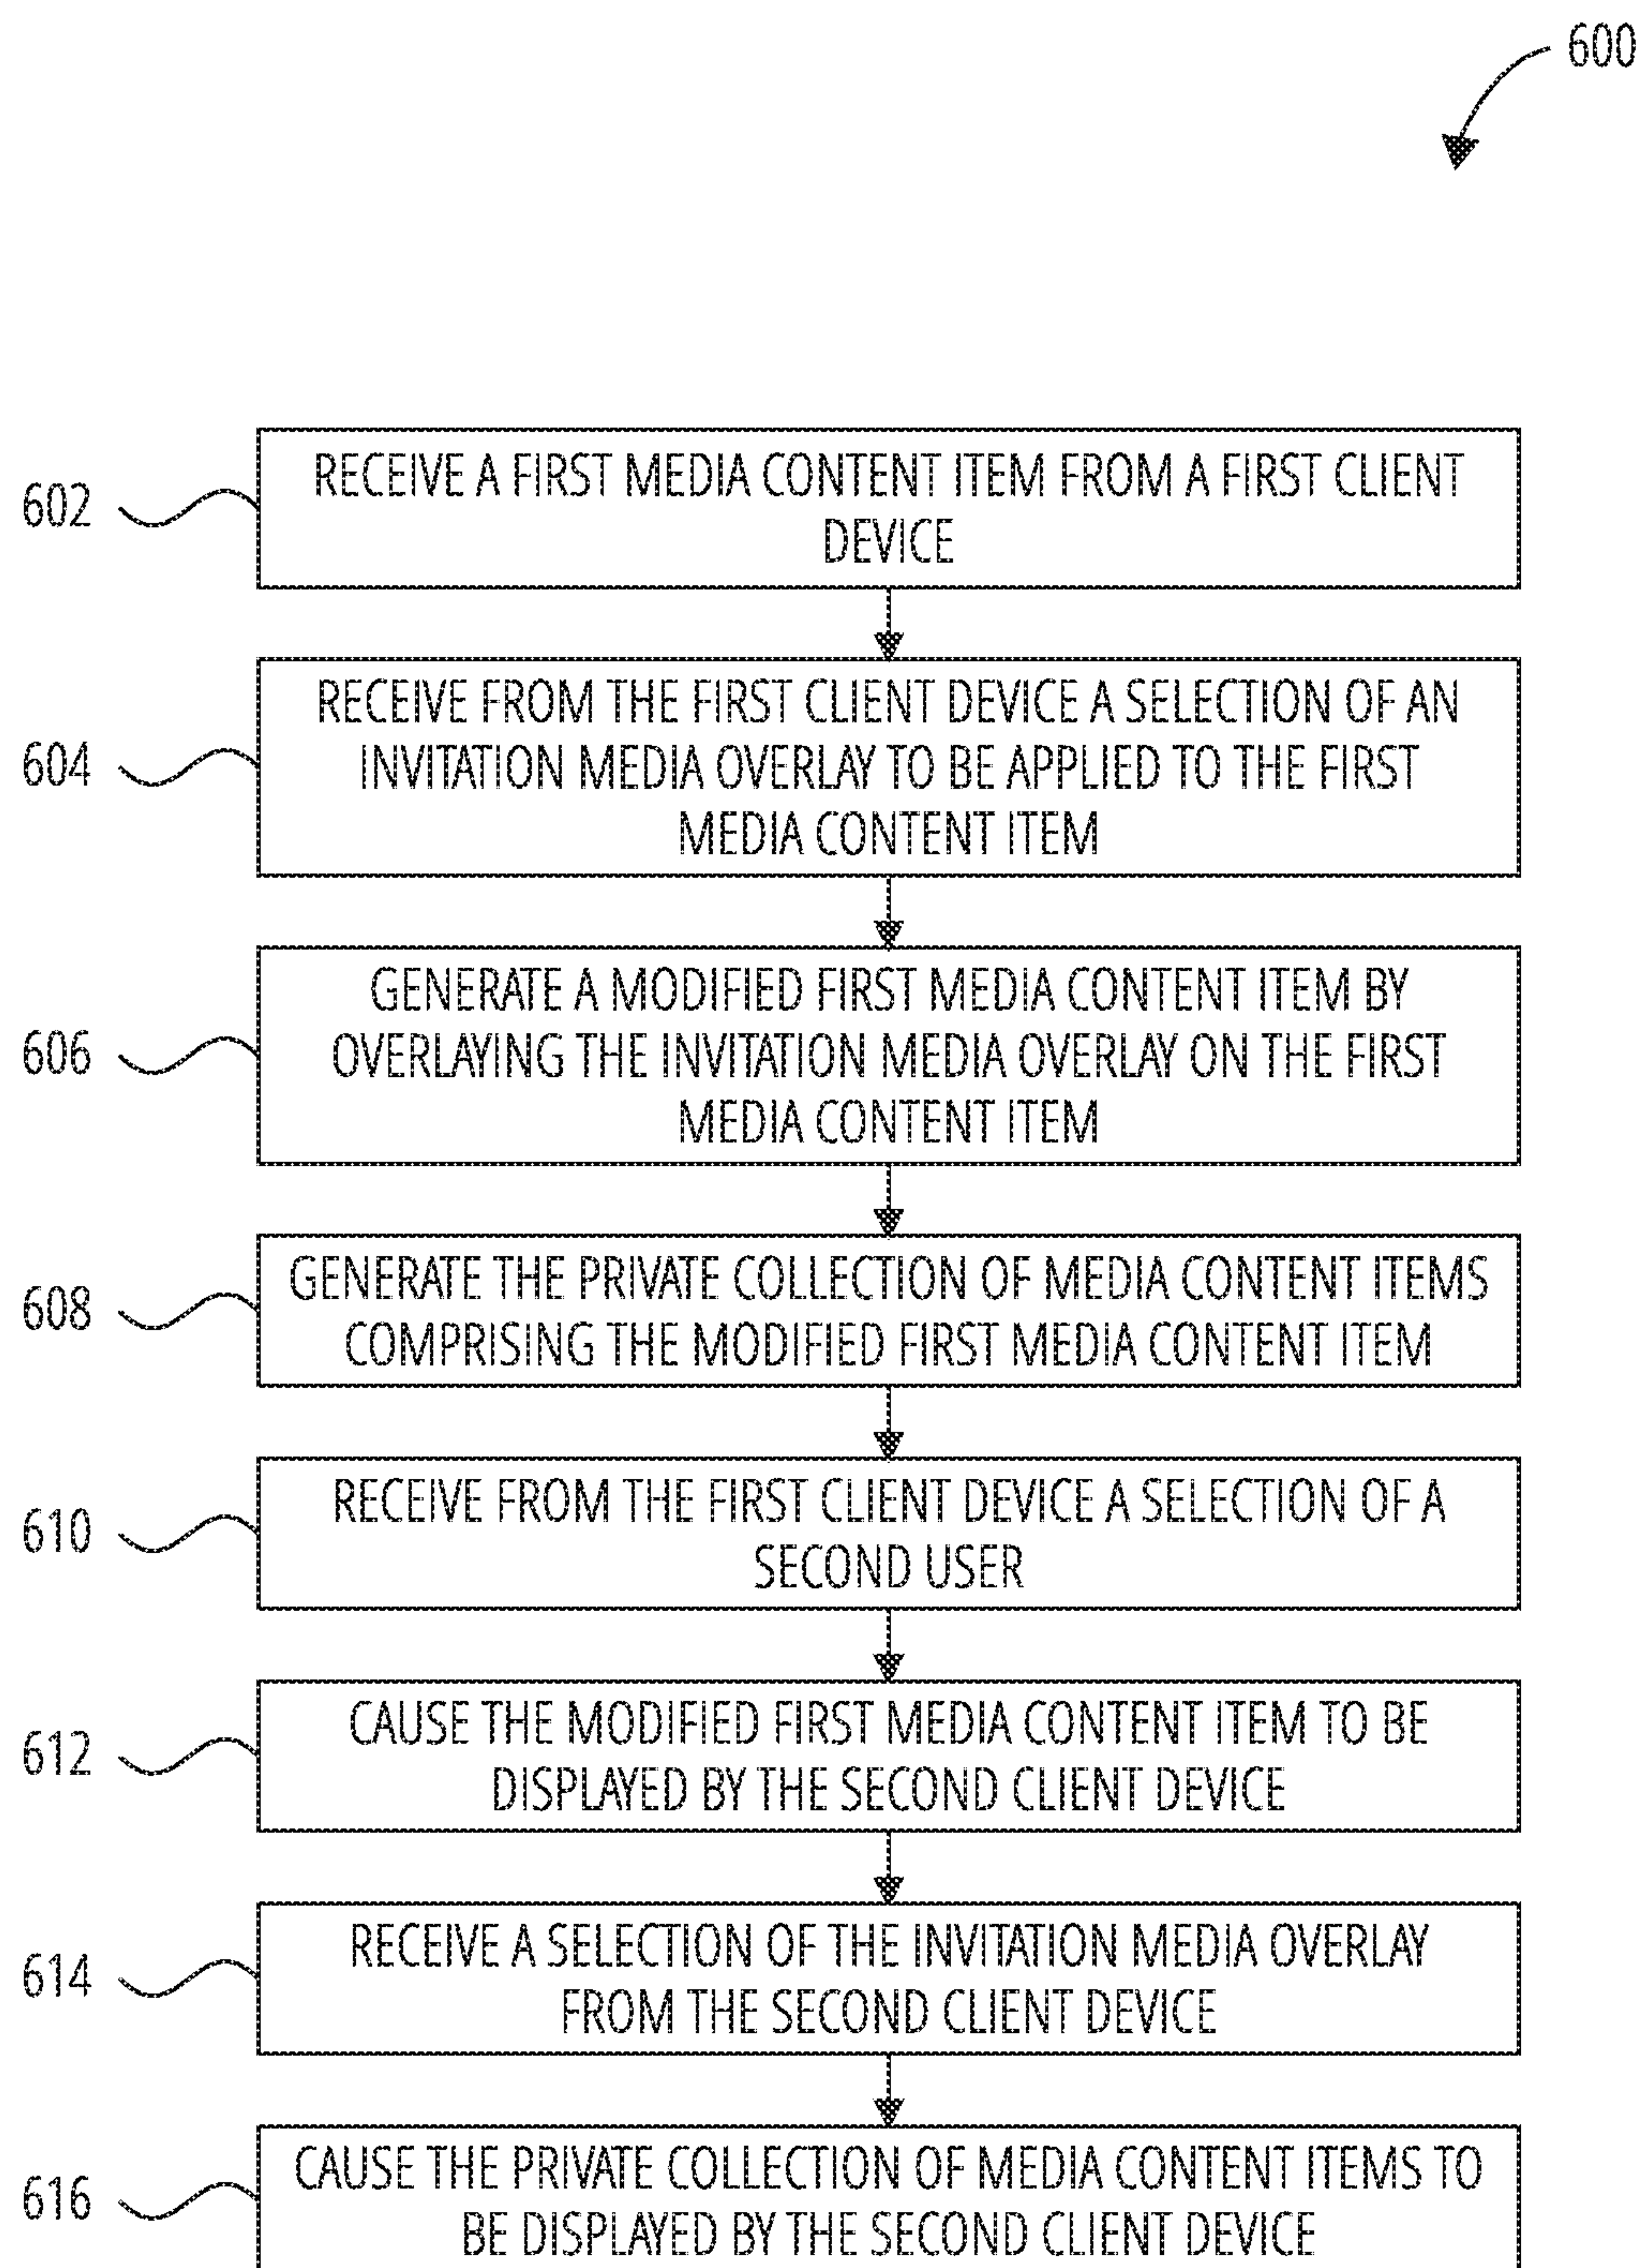 600
602
RECEIVE A FIRST MEDIA CONTENT ITEM FROM A FIRST CLIENT
DEVICE
604
RECEIVE FROM THE FIRST CLIENT DEVICE A SELECTION OF AN
INVITATION MEDIA OVERLAY TO BE APPLIED TO THE FIRST
MEDIA CONTENT ITEM
606
GENERATE A MODIFIED FIRST MEDIA CONTENT ITEM BY
OVERLAYING THE INVITATION MEDIA OVERLAY ON THE FIRST
MEDIA CONTENT ITEM
608
GENERATE THE PRIVATE COLLECTION OF MEDIA CONTENT ITEMS
COMPRISING THE MODIFIED FIRST MEDIA CONTENT ITEM
610
RECEIVE FROM THE FIRST CLIENT DEVICE A SELECTION OF A
SECOND USER
612
CAUSE THE MODIFIED FIRST MEDIA CONTENT ITEM TO BE
DISPLAYED BY THE SECOND CLIENT DEVICE
614
RECEIVE A SELECTION OF THE INVITATION MEDIA OVERLAY
FROM THE SECOND CLIENT DEVICE
616
CAUSE THE PRIVATE COLLECTION OF MEDIA CONTENT ITEMS TO
BE DISPLAYED BY THE SECOND CLIENT DEVICE